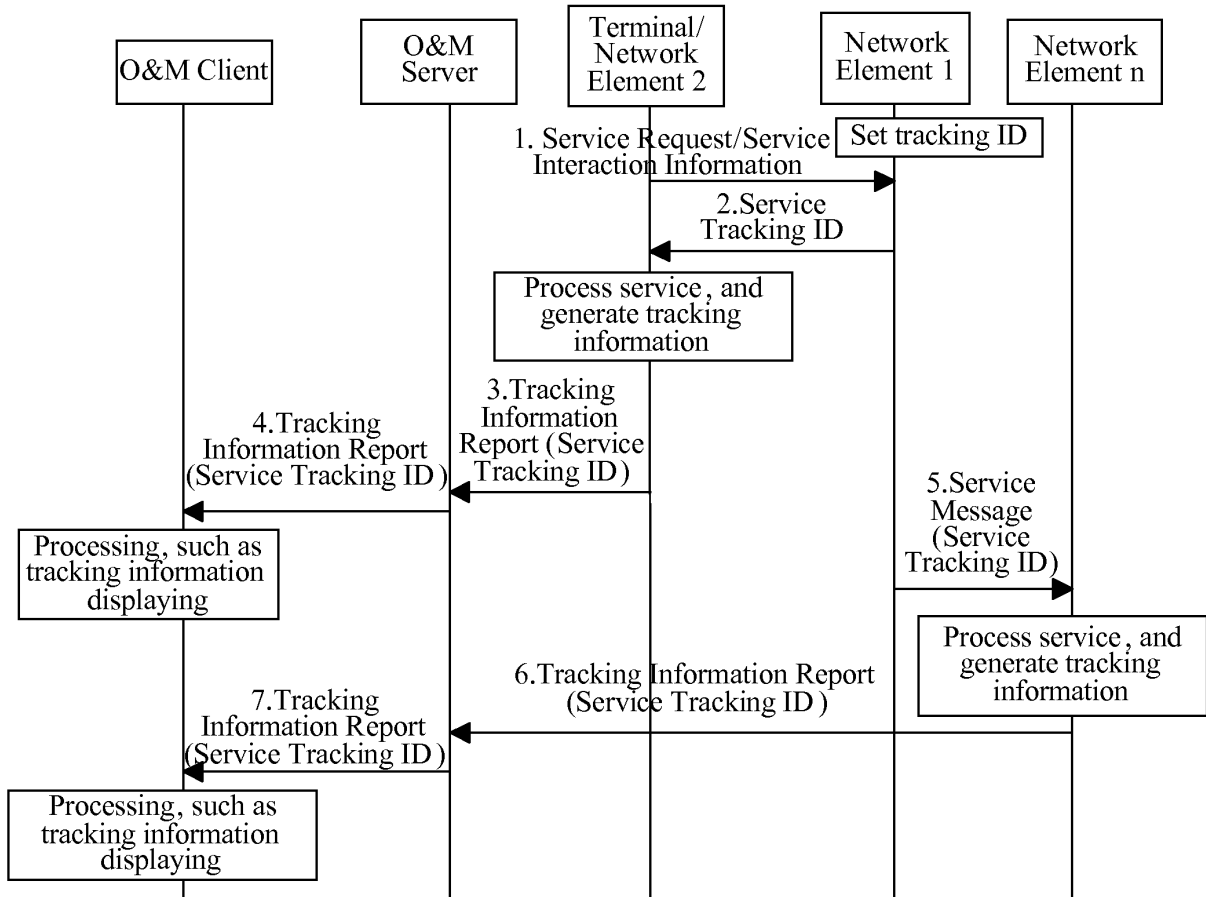 O&M Client
O&M
Server
Terminal/
Network
Element 2
Network
Element 1
Network
Element n
Set tracking ID
1. Service Request/Service
Interaction Information
2.Service
Tracking ID
Process service, and
generate tracking
information
3.Tracking
Information
Report (Service
Tracking ID)
4.Tracking
Information Report
(Service Tracking ID)
Processing, such as
tracking information
displaying
5.Service
Message
(Service
Tracking ID)
Process service, and
generate tracking
information
6.Tracking Information Report
(Service Tracking ID)
7.Tracking
Information Report
(Service Tracking ID)
Processing, such as
tracking information
displaying